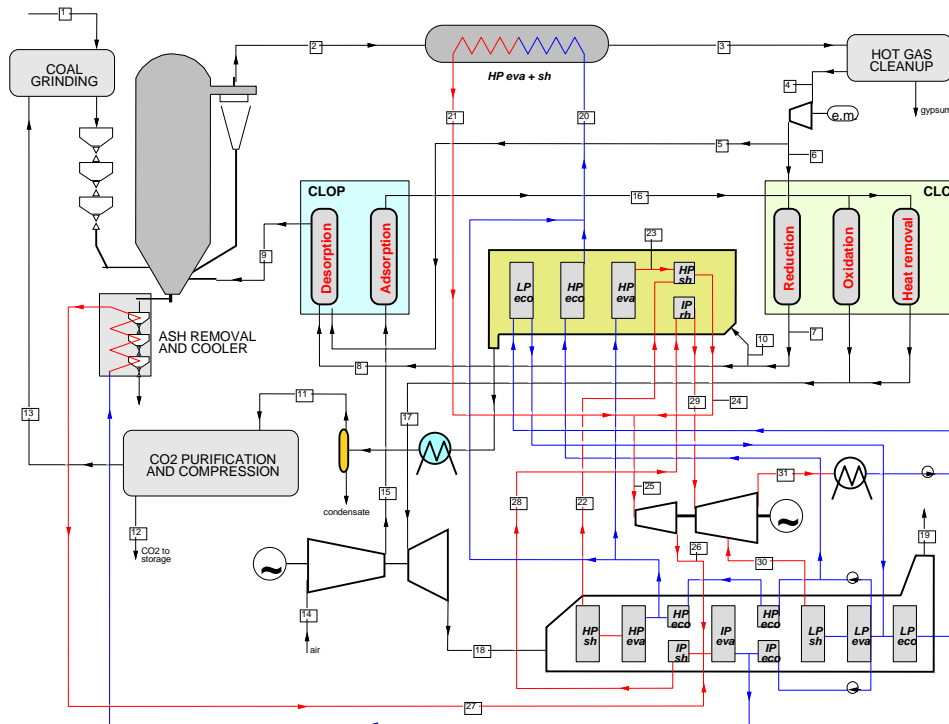 1
COAL
GRINDING
2
HP eva + sh
3
HOT GAS
CLEANUP
4
e.m.
gypsum
21
20
5
6
CLOP
16
CLC
9
Desorption
Adsorption
Reduction
Oxidation
Heat removal
23
LP
eco
HP
eco
HP
eva
HP
sh
IP
rh
ASH REMOVAL
AND COOLER
8
10
7
13
11
17
29
24
CO2 PURIFICATION
AND COMPRESSION
condensate
15
28
22
25
31
12
CO2 to
storage
26
30
19
14
air
18
HP
sh
HP
eva
HP
eco
IP
sh
IP
eva
HP
eco
IP
eco
LP
sh
LP
eva
LP
eco
27